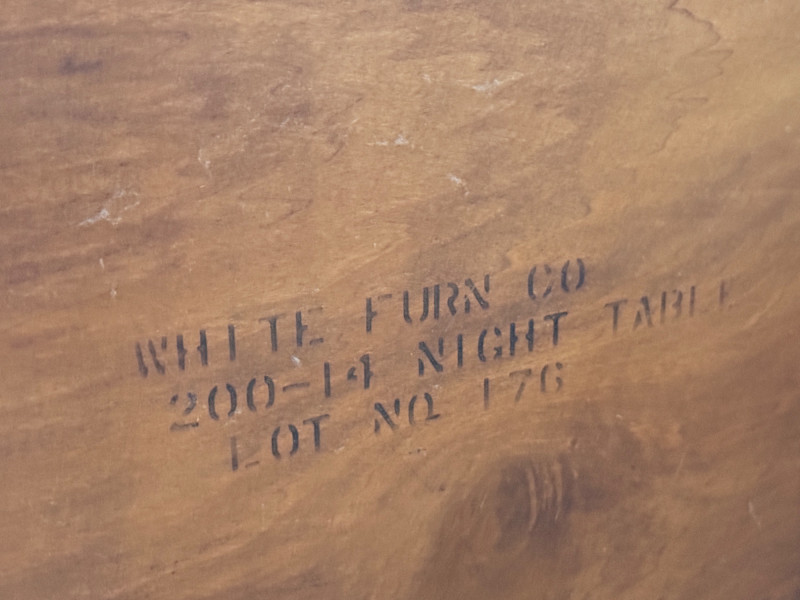 WHITE FURN CO
200-14 NIGHT TABLE
LOT NO 176